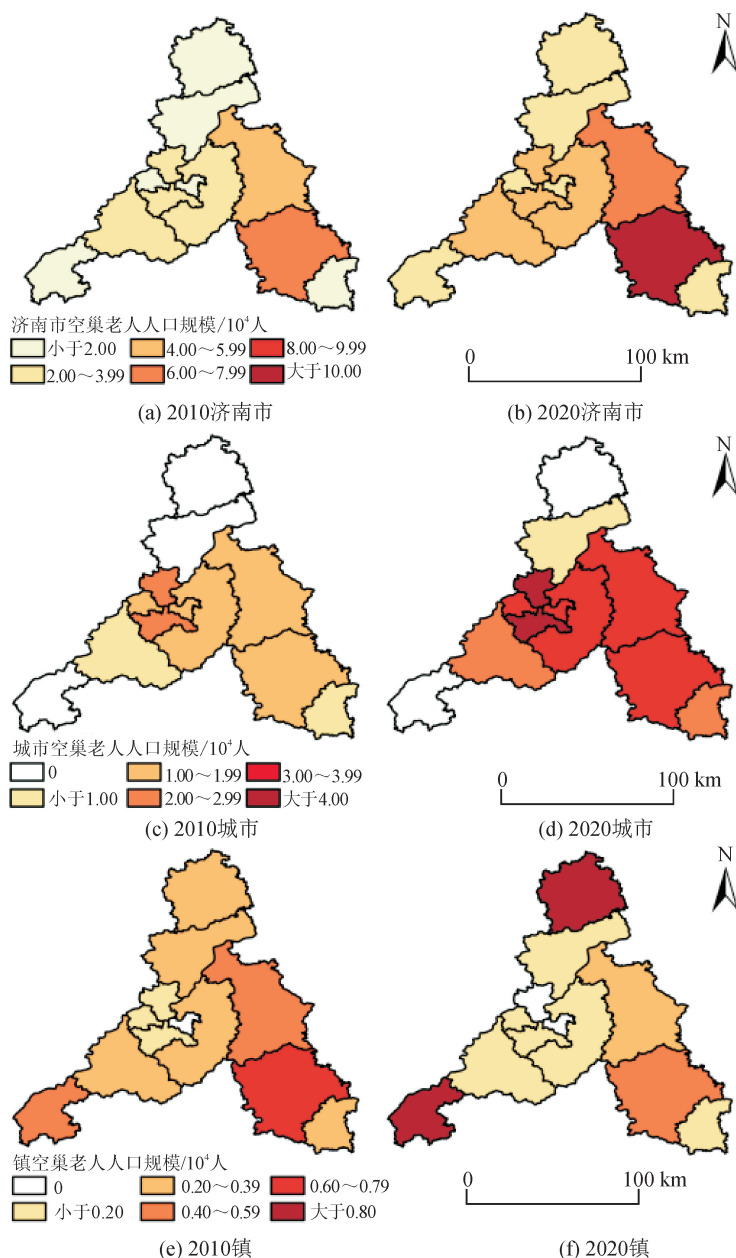 N
济南市空巢老人人口规模/10⁴人
小于2.00 4.00～5.99 8.00～9.99
2.00～3.99 6.00～7.99 大于10.00
0 100 km
(a) 2010济南市 (b) 2020济南市
N
城市空巢老人人口规模/10⁴人
0 1.00～1.99 3.00～3.99
小于1.00 2.00～2.99 大于4.00
0 100 km
(c) 2010城市 (d) 2020城市
N
镇空巢老人人口规模/10⁴人
0 0.20～0.39 0.60～0.79
小于0.20 0.40～0.59 大于0.80
0 100 km
(e) 2010镇 (f) 2020镇